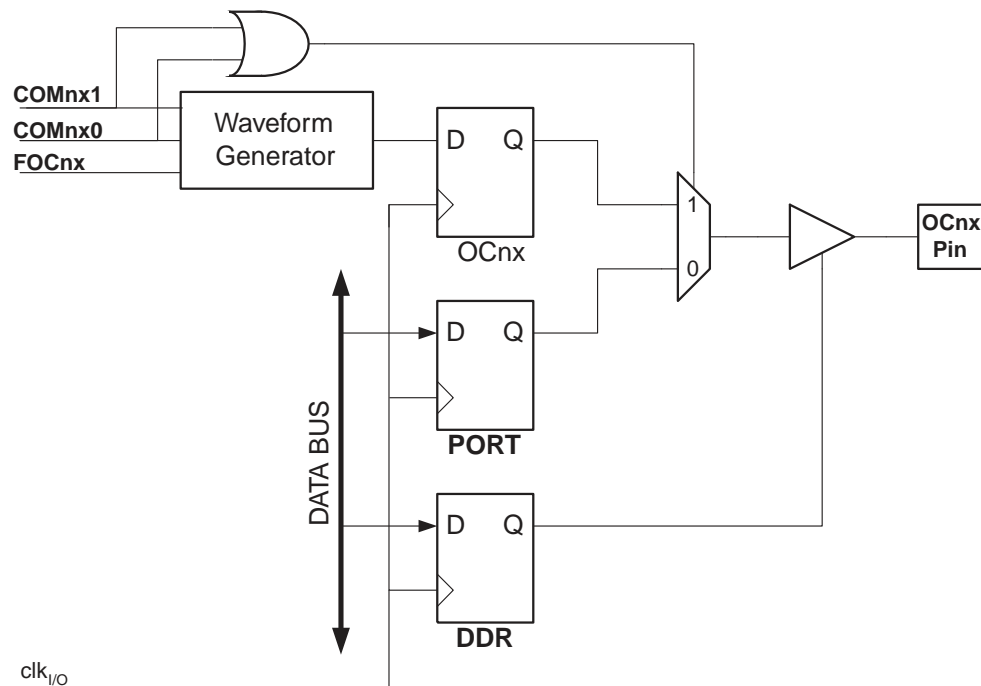 COMnx1
COMnx0
FOCnx
Waveform
Generator
D Q
OCnx
1
0
OCnx
Pin
D Q
PORT
DATA BUS
D Q
DDR
clkI/O